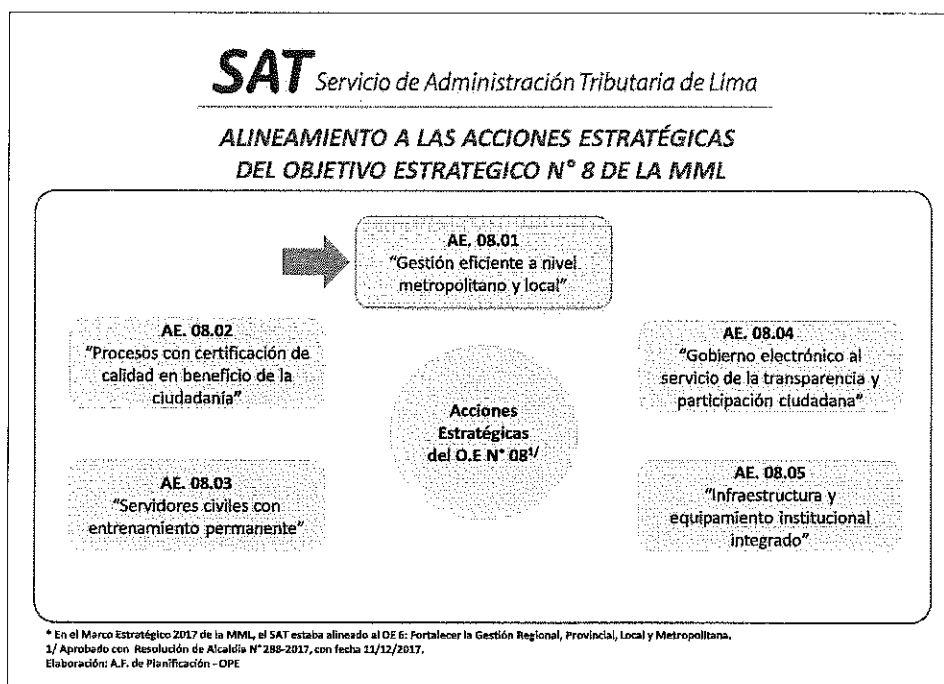 SAT Servicio de Administración Tributaria de Lima
ALINEAMIENTO A LAS ACCIONES ESTRATÉGICAS
DEL OBJETIVO ESTRATEGICO N° 8 DE LA MML
AE. 08.01
"Gestión eficiente a nivel
metropolitano y local"
AE. 08.02
"Procesos con certificación de
calidad en beneficio de la
ciudadanía"
AE. 08.04
"Gobierno electrónico al
servicio de la transparencia y
participación ciudadana"
Acciones
Estratégicas
del O.E N° 08 1/
AE. 08.03
"Servidores civiles con
entrenamiento permanente"
AE. 08.05
"Infraestructura y
equipamiento institucional
integrado"
* En el Marco Estratégico 2017 de la MML, el SAT estaba alineado al OE 6: Fortalecer la Gestión Regional, Provincial, Local y Metropolitana.
1/ Aprobado con Resolución de Alcaldía N° 288-2017, con fecha 11/12/2017.
Elaboración: A.F. de Planificación - OPE